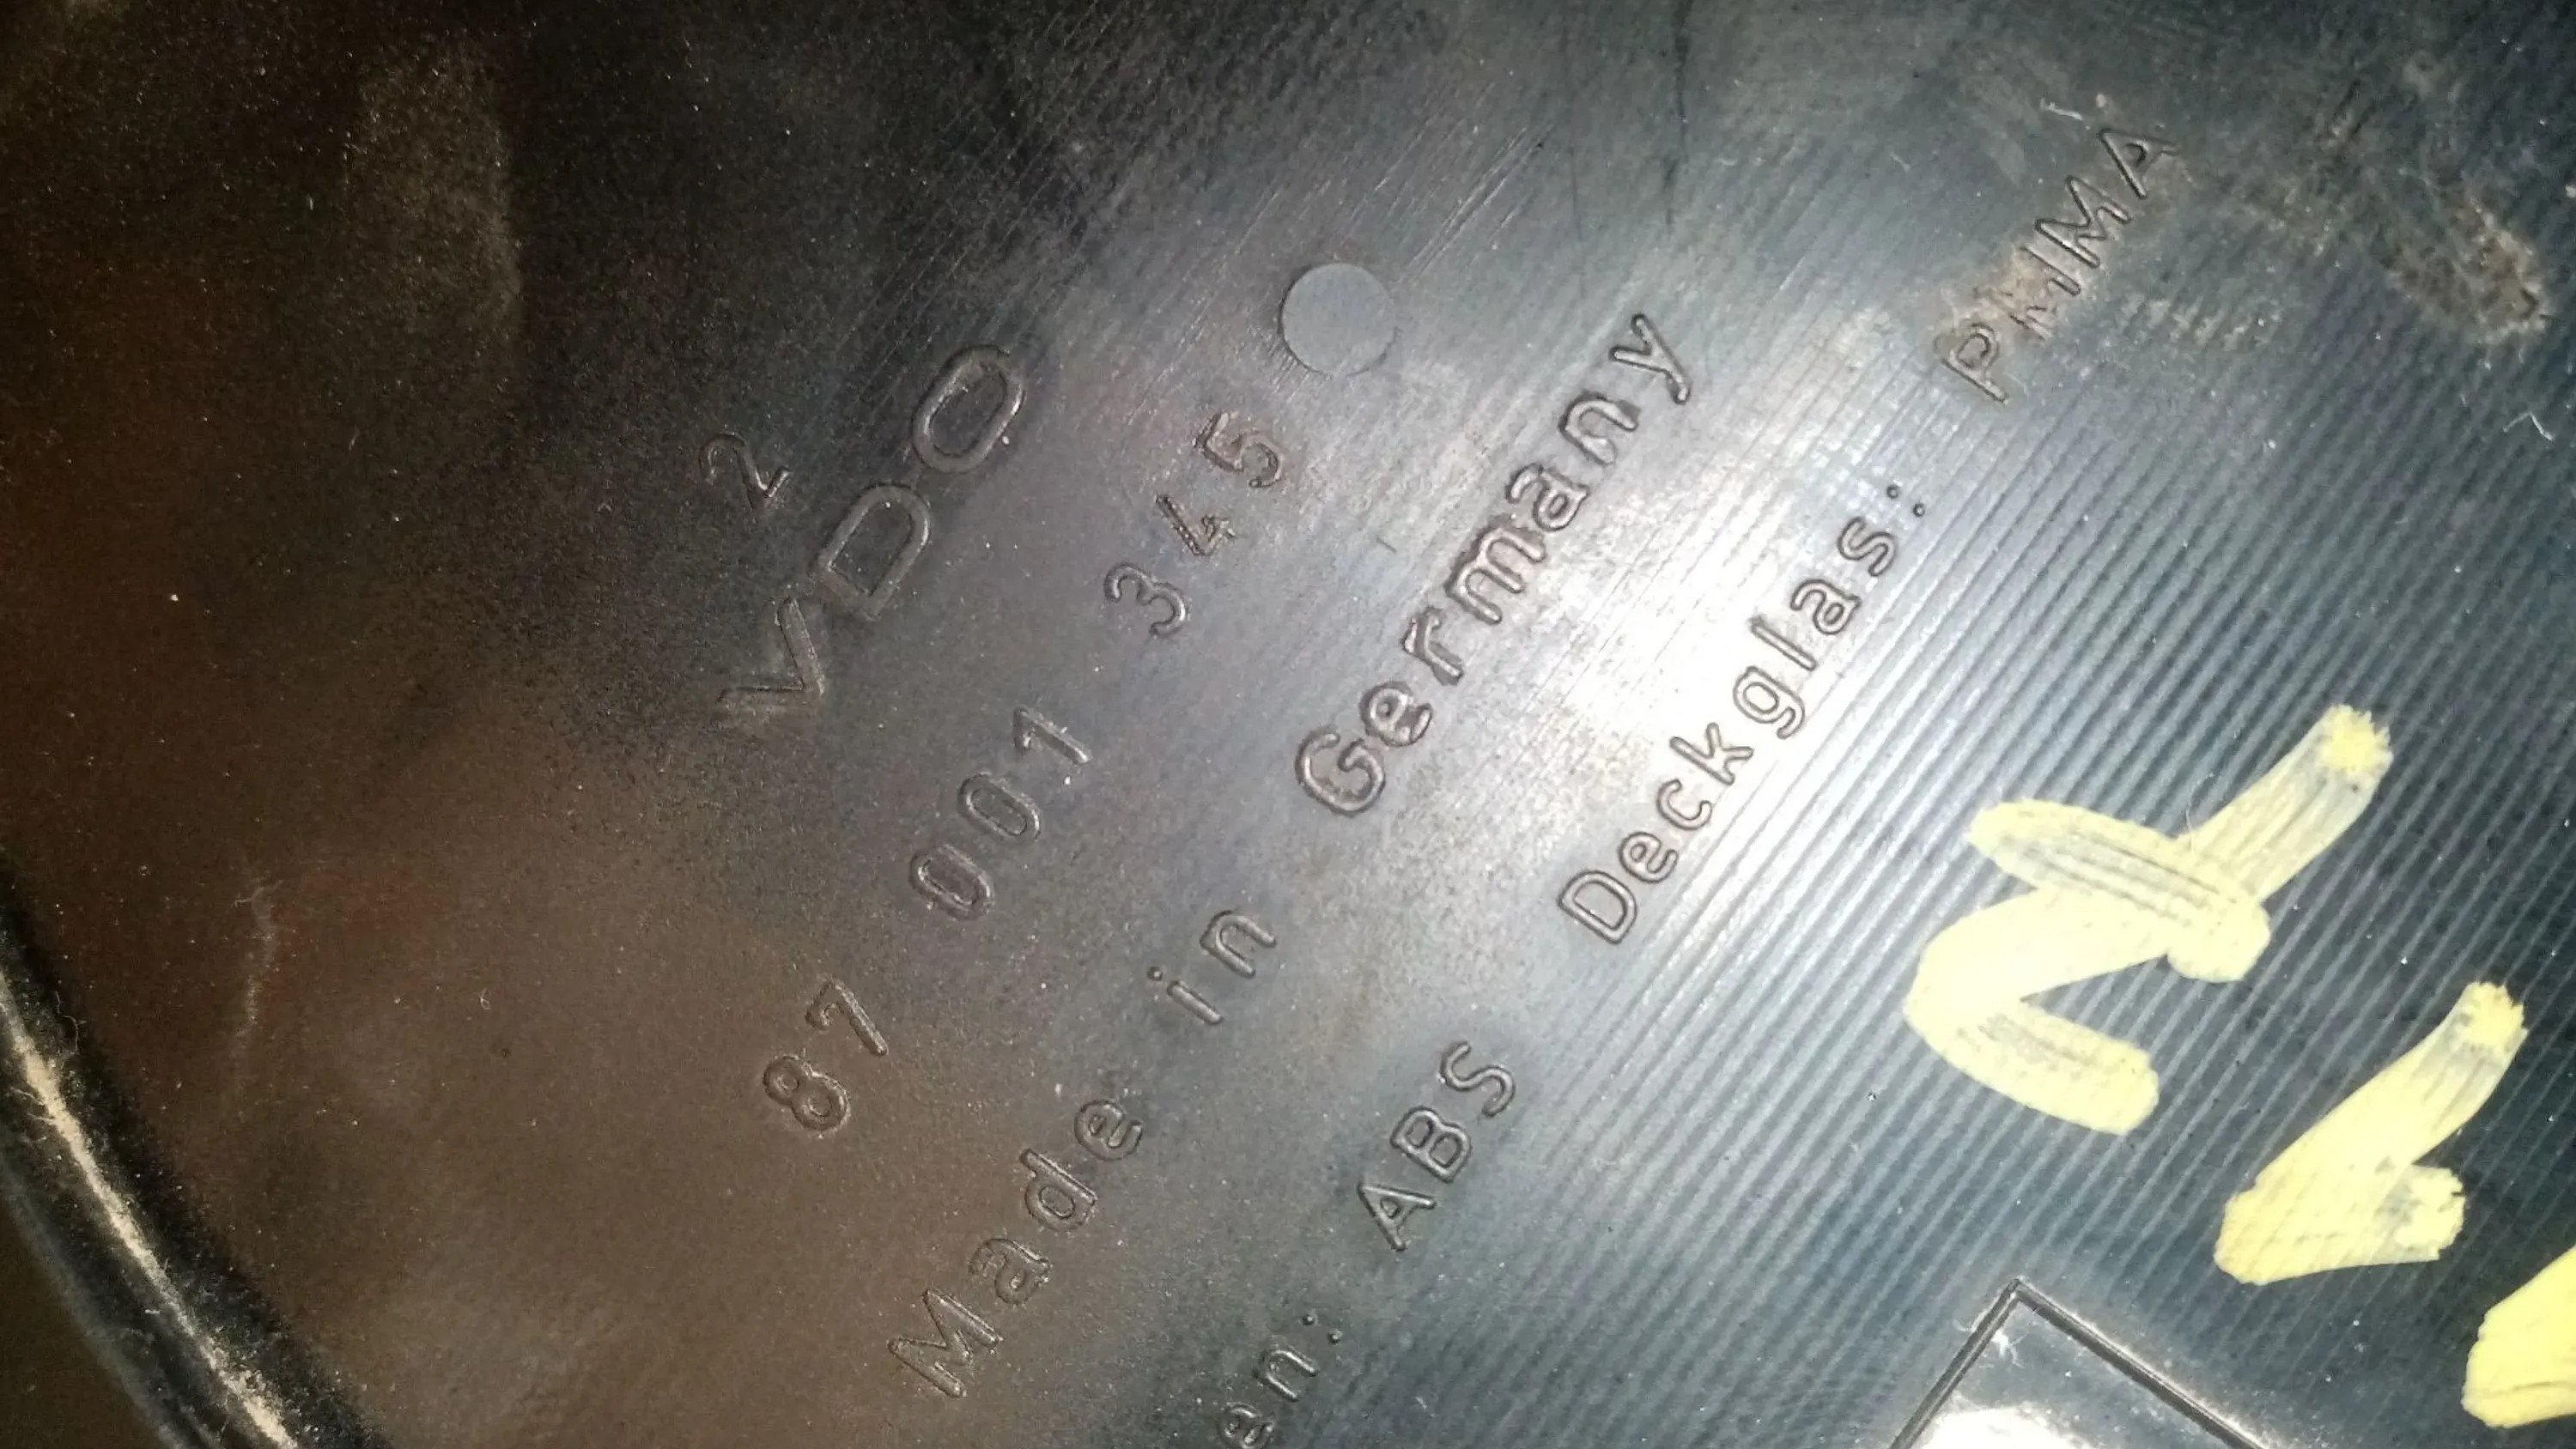 2
VDO
87 001 345
Made in Germany
en: ABS Deckglas: PMMA